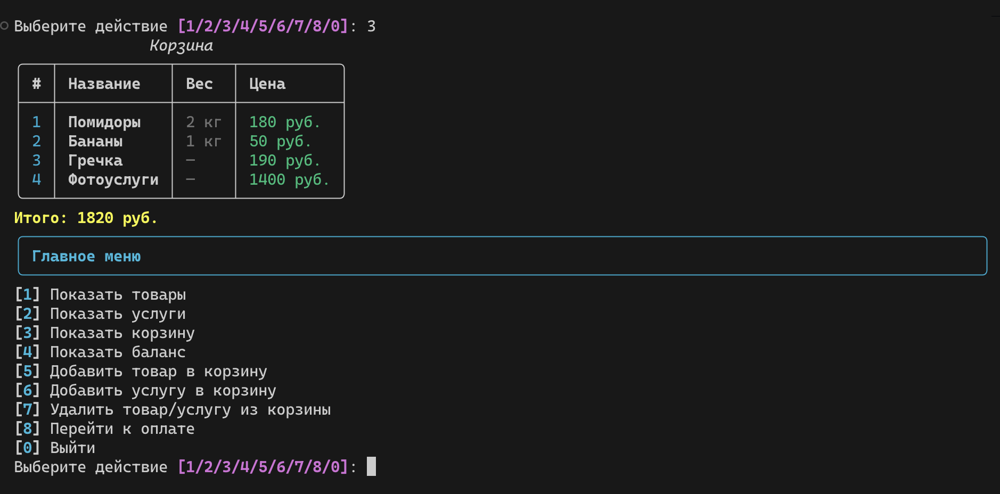 Выберите действие [1/2/3/4/5/6/7/8/0]: 3
Корзина
# Название Вес Цена
1 Помидоры 2 кг 180 руб.
2 Бананы 1 кг 50 руб.
3 Гречка — 190 руб.
4 Фотоуслуги — 1400 руб.
Итого: 1820 руб.
Главное меню
[1] Показать товары
[2] Показать услуги
[3] Показать корзину
[4] Показать баланс
[5] Добавить товар в корзину
[6] Добавить услугу в корзину
[7] Удалить товар/услугу из корзины
[8] Перейти к оплате
[0] Выйти
Выберите действие [1/2/3/4/5/6/7/8/0]: